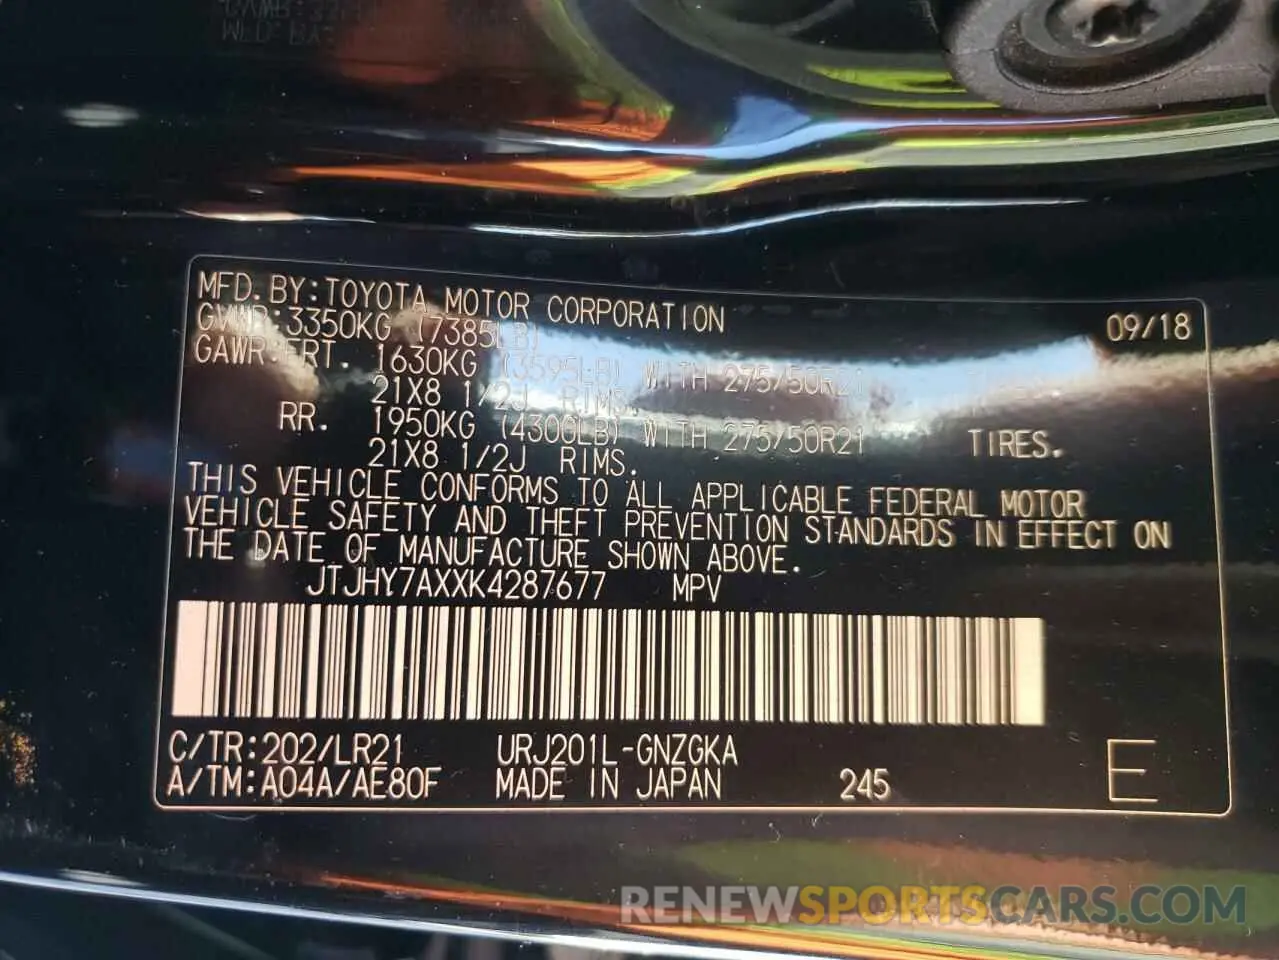 MFD. BY:TOYOTA MOTOR CORPORATION 09/18
GVWR:3350KG (7385LB)
GAWR:FRT. 1630KG (3595LB) WITH 275/50R21
21X8 1/2J RIMS.
RR. 1950KG (4300LB) WITH 275/50R21 TIRES.
21X8 1/2J RIMS.
THIS VEHICLE CONFORMS TO ALL APPLICABLE FEDERAL MOTOR
VEHICLE SAFETY AND THEFT PREVENTION STANDARDS IN EFFECT ON
THE DATE OF MANUFACTURE SHOWN ABOVE.
JTJHY7AXXK4287677 MPV
C/TR:202/LR21 URJ201L-GNZGKA
A/TM:A04A/AE80F MADE IN JAPAN 245 E
RENEWSPORTSCARS.COM